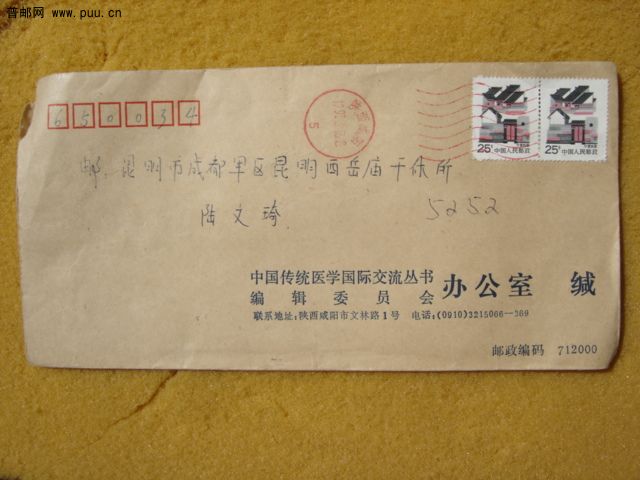 普邮网 www.puu.cn
650034
25分 25分
中国人民邮政 中国人民邮政
邮:昆明市成都军区昆明西岳庙干休所
陆文琦
5252
中国传统医学国际交流丛书
编辑委员会
办公室 缄
联系地址:陕西咸阳市文林路1号 电话:(0910)3215066—369
邮政编码 712000